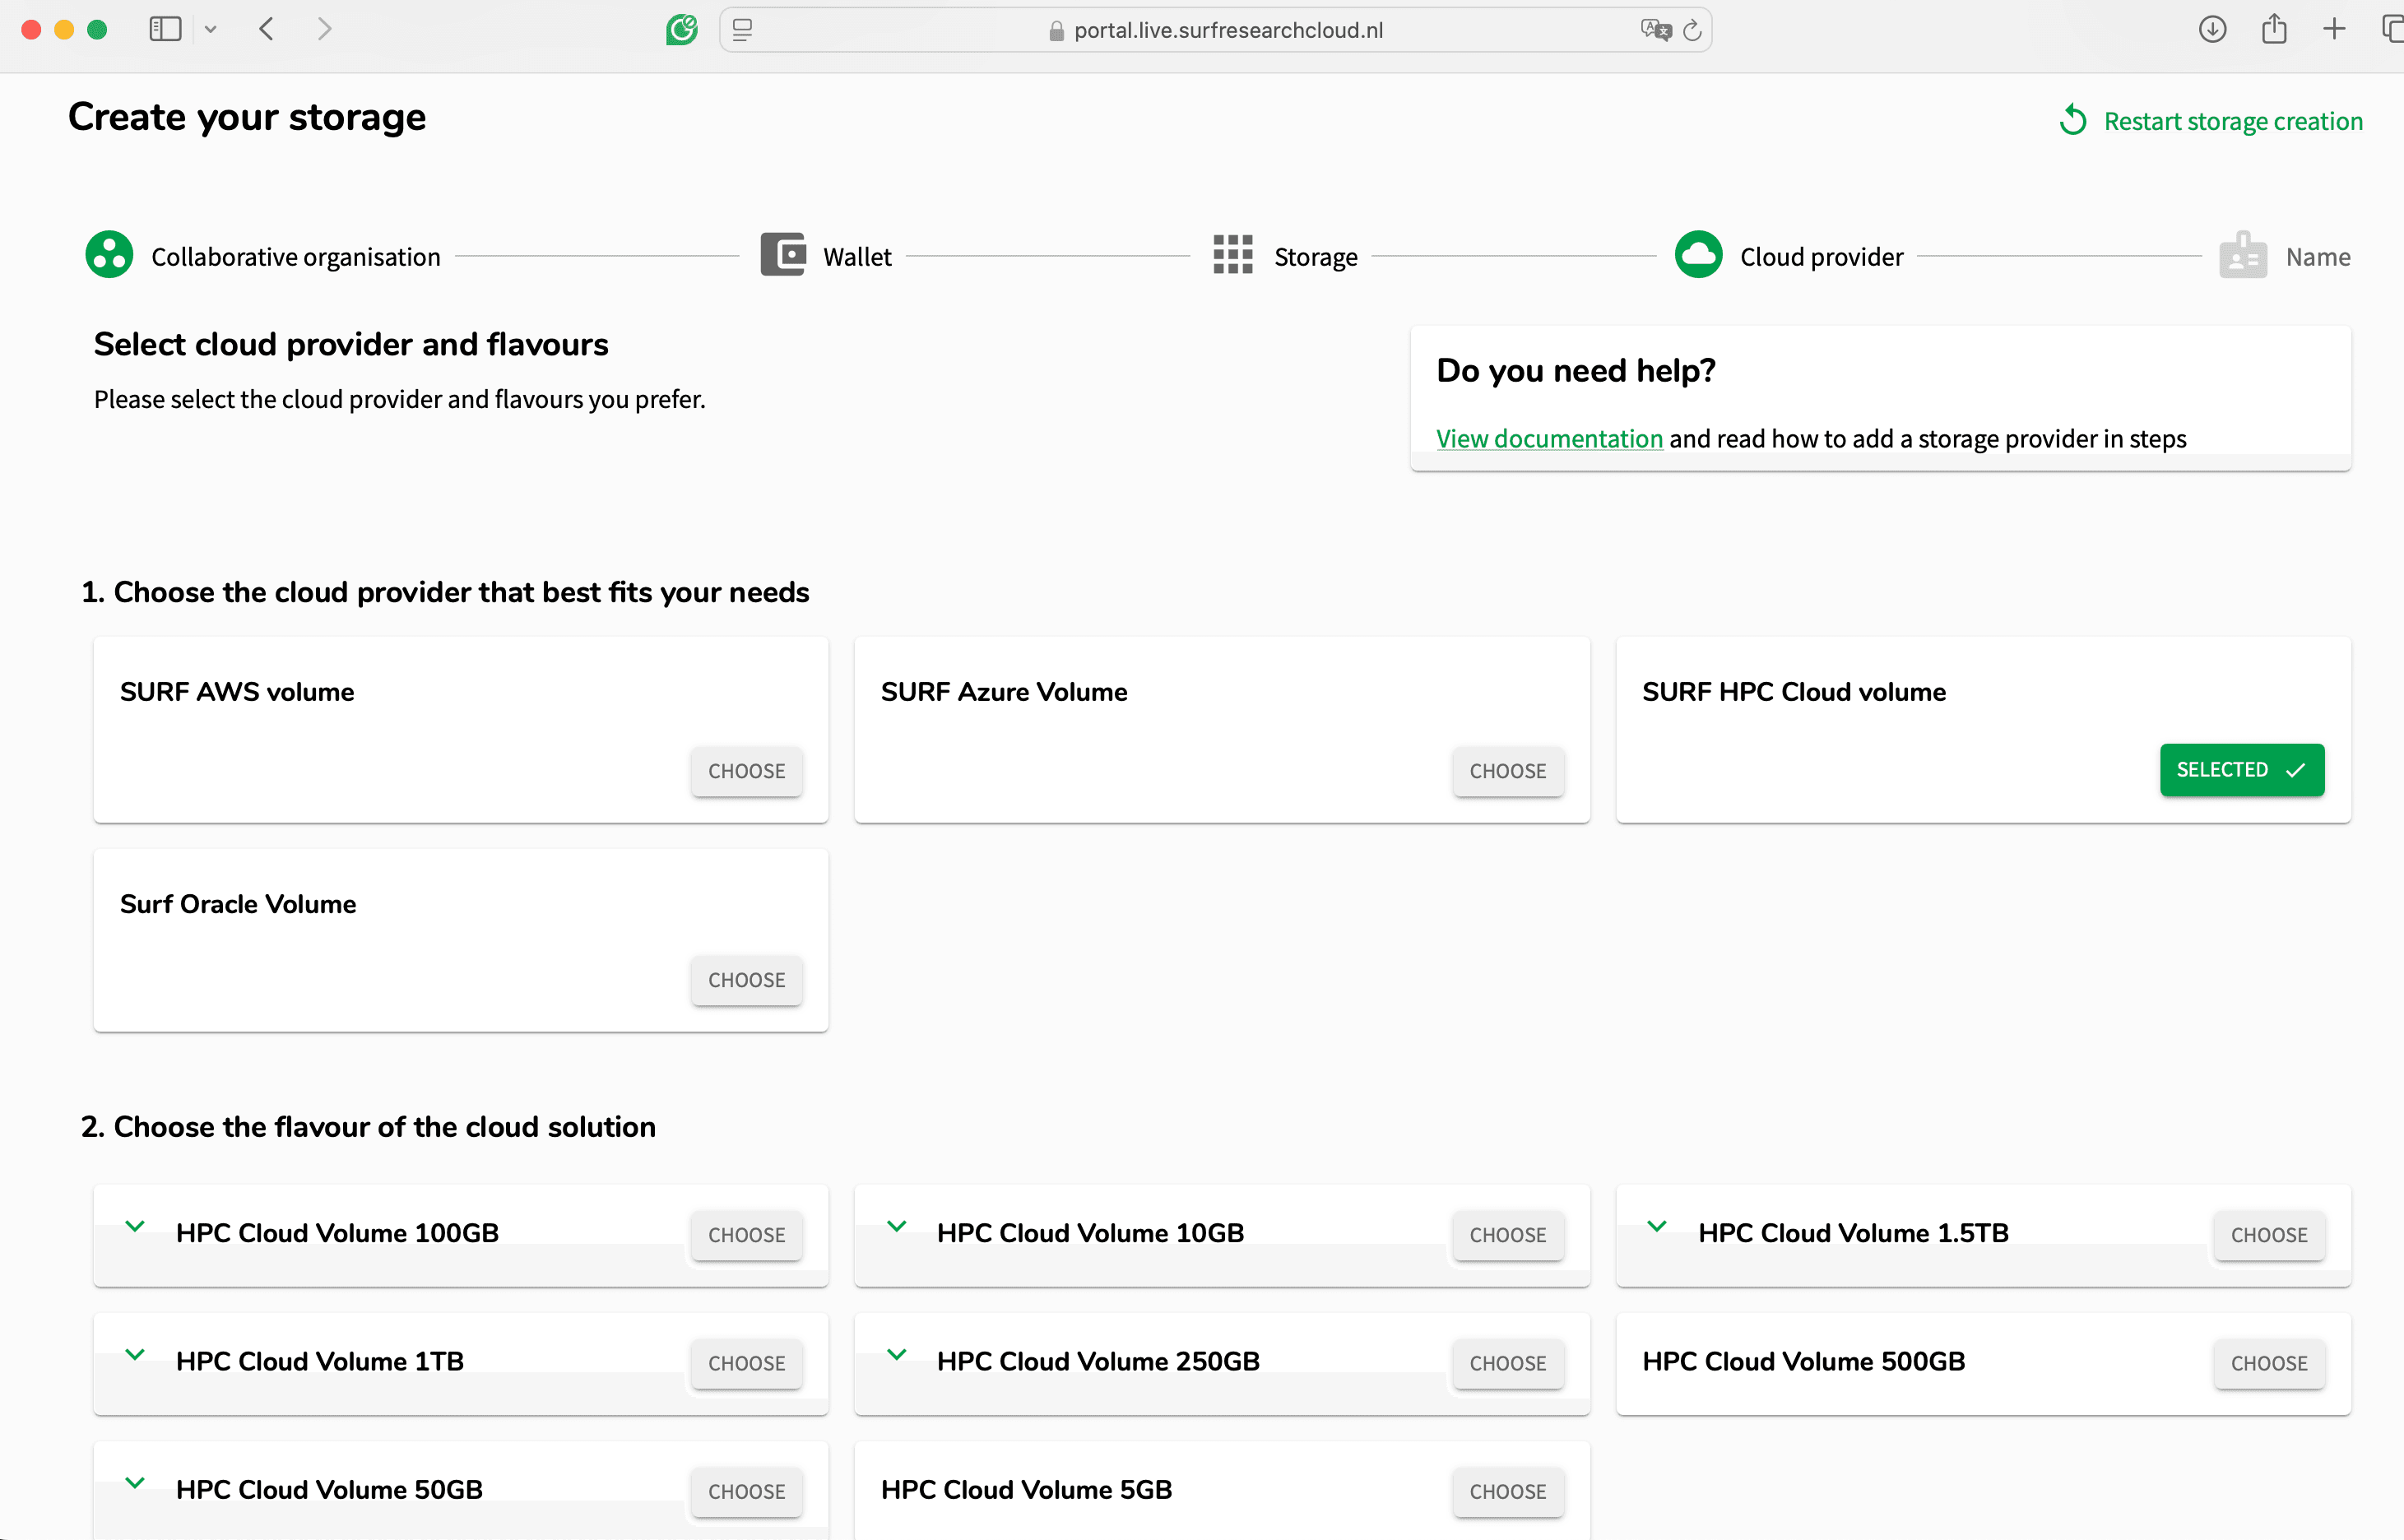 portal.live.surfresearchcloud.nl
Create your storage
Restart storage creation
Collaborative organisation
Wallet
Storage
Cloud provider
Name
Select cloud provider and flavours
Please select the cloud provider and flavours you prefer.
Do you need help?
View documentation and read how to add a storage provider in steps
1. Choose the cloud provider that best fits your needs
SURF AWS volume
CHOOSE
SURF Azure Volume
CHOOSE
SURF HPC Cloud volume
SELECTED
Surf Oracle Volume
CHOOSE
2. Choose the flavour of the cloud solution
HPC Cloud Volume 100GB
CHOOSE
HPC Cloud Volume 10GB
CHOOSE
HPC Cloud Volume 1.5TB
CHOOSE
HPC Cloud Volume 1TB
CHOOSE
HPC Cloud Volume 250GB
CHOOSE
HPC Cloud Volume 500GB
CHOOSE
HPC Cloud Volume 50GB
CHOOSE
HPC Cloud Volume 5GB
CHOOSE